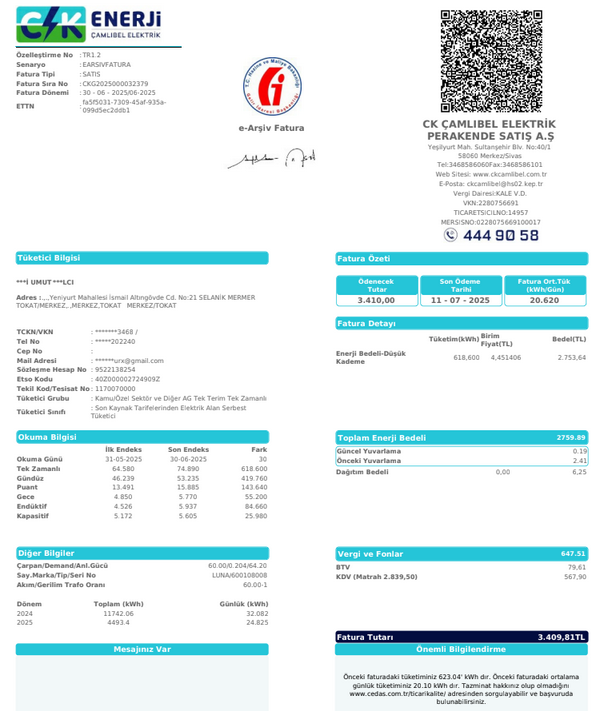 CK ENERJİ
ÇAMLIBEL ELEKTRİK
Özelleştirme No : TR1.2
Senaryo : EARSIVFATURA
Fatura Tipi : SATIS
Fatura Sıra No : CKG2025000032379
Fatura Dönemi : 30 - 06 - 2025/06-2025
ETTN : fa5f5031-7309-45af-935a-
099d5ec2ddb1
T.C. Hazine ve Maliye Bakanlığı
Gelir İdaresi Başkanlığı
e-Arşiv Fatura
CK ÇAMLIBEL ELEKTRİK
PERAKENDE SATIŞ A.Ş
Yeşilyurt Mah. Sultanşehir Blv. No:40/1
58060 Merkez/Sivas
Tel:3468586060Fax:3468586101
Web Sitesi: www.ckcamlibel.com.tr
E-Posta: ckcamlibel@hs02.kep.tr
Vergi Dairesi:KALE V.D.
VKN:2280756691
TICARETSICILNO:14957
MERSISNO:0228075669100017
444 90 58
Tüketici Bilgisi
***İ UMUT ***LCI
Adres :.,.,Yeniyurt Mahallesi İsmail Altıngövde Cd. No:21 SELANİK MERMER
TOKAT/MERKEZ,.,MERKEZ,TOKAT MERKEZ/TOKAT
TCKN/VKN : *******3468 /
Tel No : *****202240
Cep No :
Mail Adresi : ******urx@gmail.com
Sözleşme Hesap No : 9522138254
Etso Kodu : 40Z000002724909Z
Tekil Kod/Tesisat No : 1170070000
Tüketici Grubu : Kamu/Özel Sektör ve Diğer AG Tek Terim Tek Zamanlı
Tüketici Sınıfı : Son Kaynak Tarifelerinden Elektrik Alan Serbest
Tüketici
Fatura Özeti
Ödenecek Tutar Son Ödeme Tarihi Fatura Ort.Tük (kWh/Gün)
3.410,00 11 - 07 - 2025 20.620
Fatura Detayı
Tüketim(kWh) Birim Fiyat(TL) Bedel(TL)
Enerji Bedeli-Düşük Kademe 618,600 4,451406 2.753,64
Okuma Bilgisi
İlk Endeks Son Endeks Fark
Okuma Günü 31-05-2025 30-06-2025 30
Tek Zamanlı 64.580 74.890 618.600
Gündüz 46.239 53.235 419.760
Puant 13.491 15.885 143.640
Gece 4.850 5.770 55.200
Endüktif 4.526 5.937 84.660
Kapasitif 5.172 5.605 25.980
Toplam Enerji Bedeli 2759.89
Güncel Yuvarlama 0.19
Önceki Yuvarlama 2.41
Dağıtım Bedeli 0,00 6,25
Diğer Bilgiler
Çarpan/Demand/Anl.Gücü 60.00/0.204/64.20
Say.Marka/Tip/Seri No LUNA/600108008
Akım/Gerilim Trafo Oranı 60.00-1
Dönem Toplam (kWh) Günlük (kWh)
2024 11742.06 32.082
2025 4493.4 24.825
Vergi ve Fonlar 647.51
BTV 79,61
KDV (Matrah 2.839,50) 567,90
Fatura Tutarı 3.409,81TL
Mesajınız Var
Önemli Bilgilendirme
Önceki faturadaki tüketiminiz 623.04' kWh dır. Önceki faturadaki ortalama
günlük tüketiminiz 20.10 kWh dır. Tazminat hakkınız olup olmadığını
www.cedas.com.tr/ticarikalite/ adresinden sorgulayabilir ve başvuruda
bulunabilirsiniz.